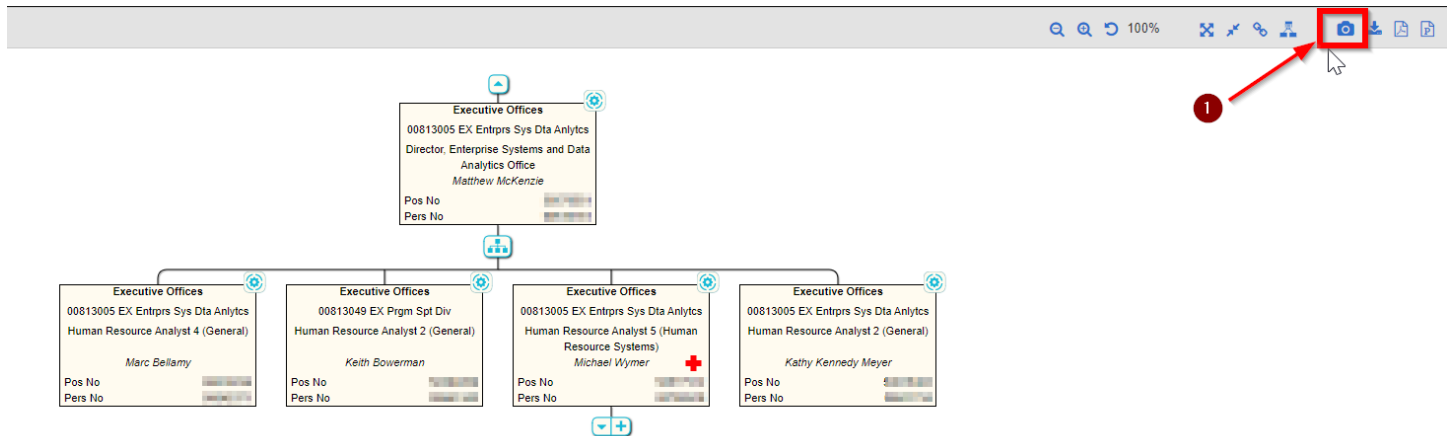 100%
1
Executive Offices
00813005 EX Entrprs Sys Dta Anlytcs
Director, Enterprise Systems and Data
Analytics Office
Matthew McKenzie
Pos No
Pers No
Executive Offices
00813005 EX Entrprs Sys Dta Anlytcs
Human Resource Analyst 4 (General)
Marc Bellamy
Pos No
Pers No
Executive Offices
00813049 EX Prgm Spt Div
Human Resource Analyst 2 (General)
Keith Bowerman
Pos No
Pers No
Executive Offices
00813005 EX Entrprs Sys Dta Anlytcs
Human Resource Analyst 5 (Human
Resource Systems)
Michael Wymer
Pos No
Pers No
Executive Offices
00813005 EX Entrprs Sys Dta Anlytcs
Human Resource Analyst 2 (General)
Kathy Kennedy Meyer
Pos No
Pers No